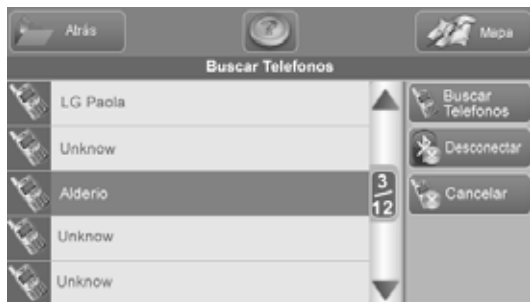 Atrás
?
Mapa
Buscar Telefonos
LG Paola
Unknow
Alderio
Unknow
Unknow
3
12
Buscar
Telefonos
Desconectar
Cancelar